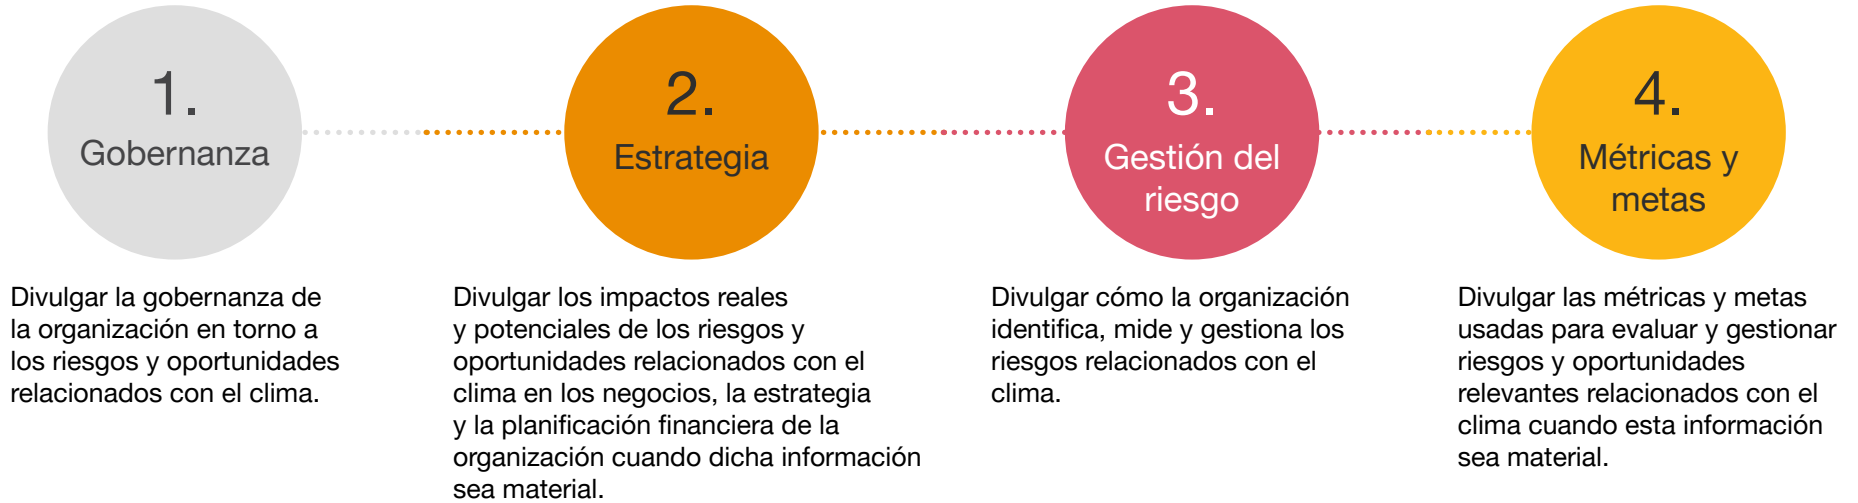 1.
Gobernanza
Divulgar la gobernanza de
la organización en torno a
los riesgos y oportunidades
relacionados con el clima.
2.
Estrategia
Divulgar los impactos reales
y potenciales de los riesgos y
oportunidades relacionados con el
clima en los negocios, la estrategia
y la planificación financiera de la
organización cuando dicha información
sea material.
3.
Gestión del
riesgo
Divulgar cómo la organización
identifica, mide y gestiona los
riesgos relacionados con el
clima.
4.
Métricas y
metas
Divulgar las métricas y metas
usadas para evaluar y gestionar
riesgos y oportunidades
relevantes relacionados con el
clima cuando esta información
sea material.